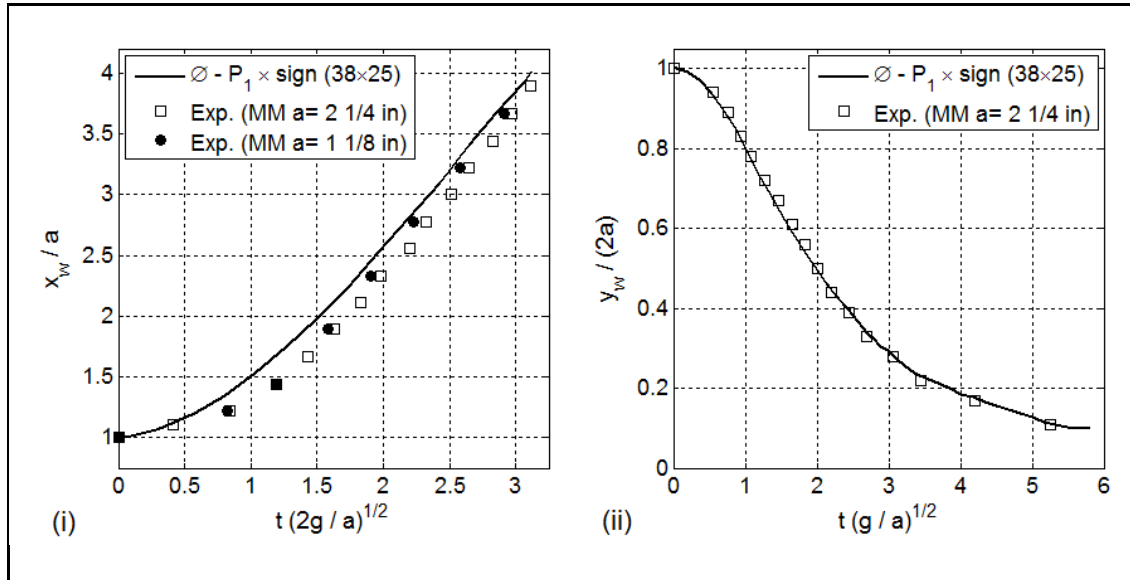 4
3.5
3
2.5
2
1.5
1
x_w / a
0 0.5 1 1.5 2 2.5 3
t (2g / a)^1/2
(i)
Ø - P_1 × sign (38×25)
Exp. (MM a= 2 1/4 in)
Exp. (MM a= 1 1/8 in)
1
0.8
0.6
0.4
0.2
0
y_w / (2a)
0 1 2 3 4 5 6
t (g / a)^1/2
(ii)
Ø - P_1 × sign (38×25)
Exp. (MM a= 2 1/4 in)